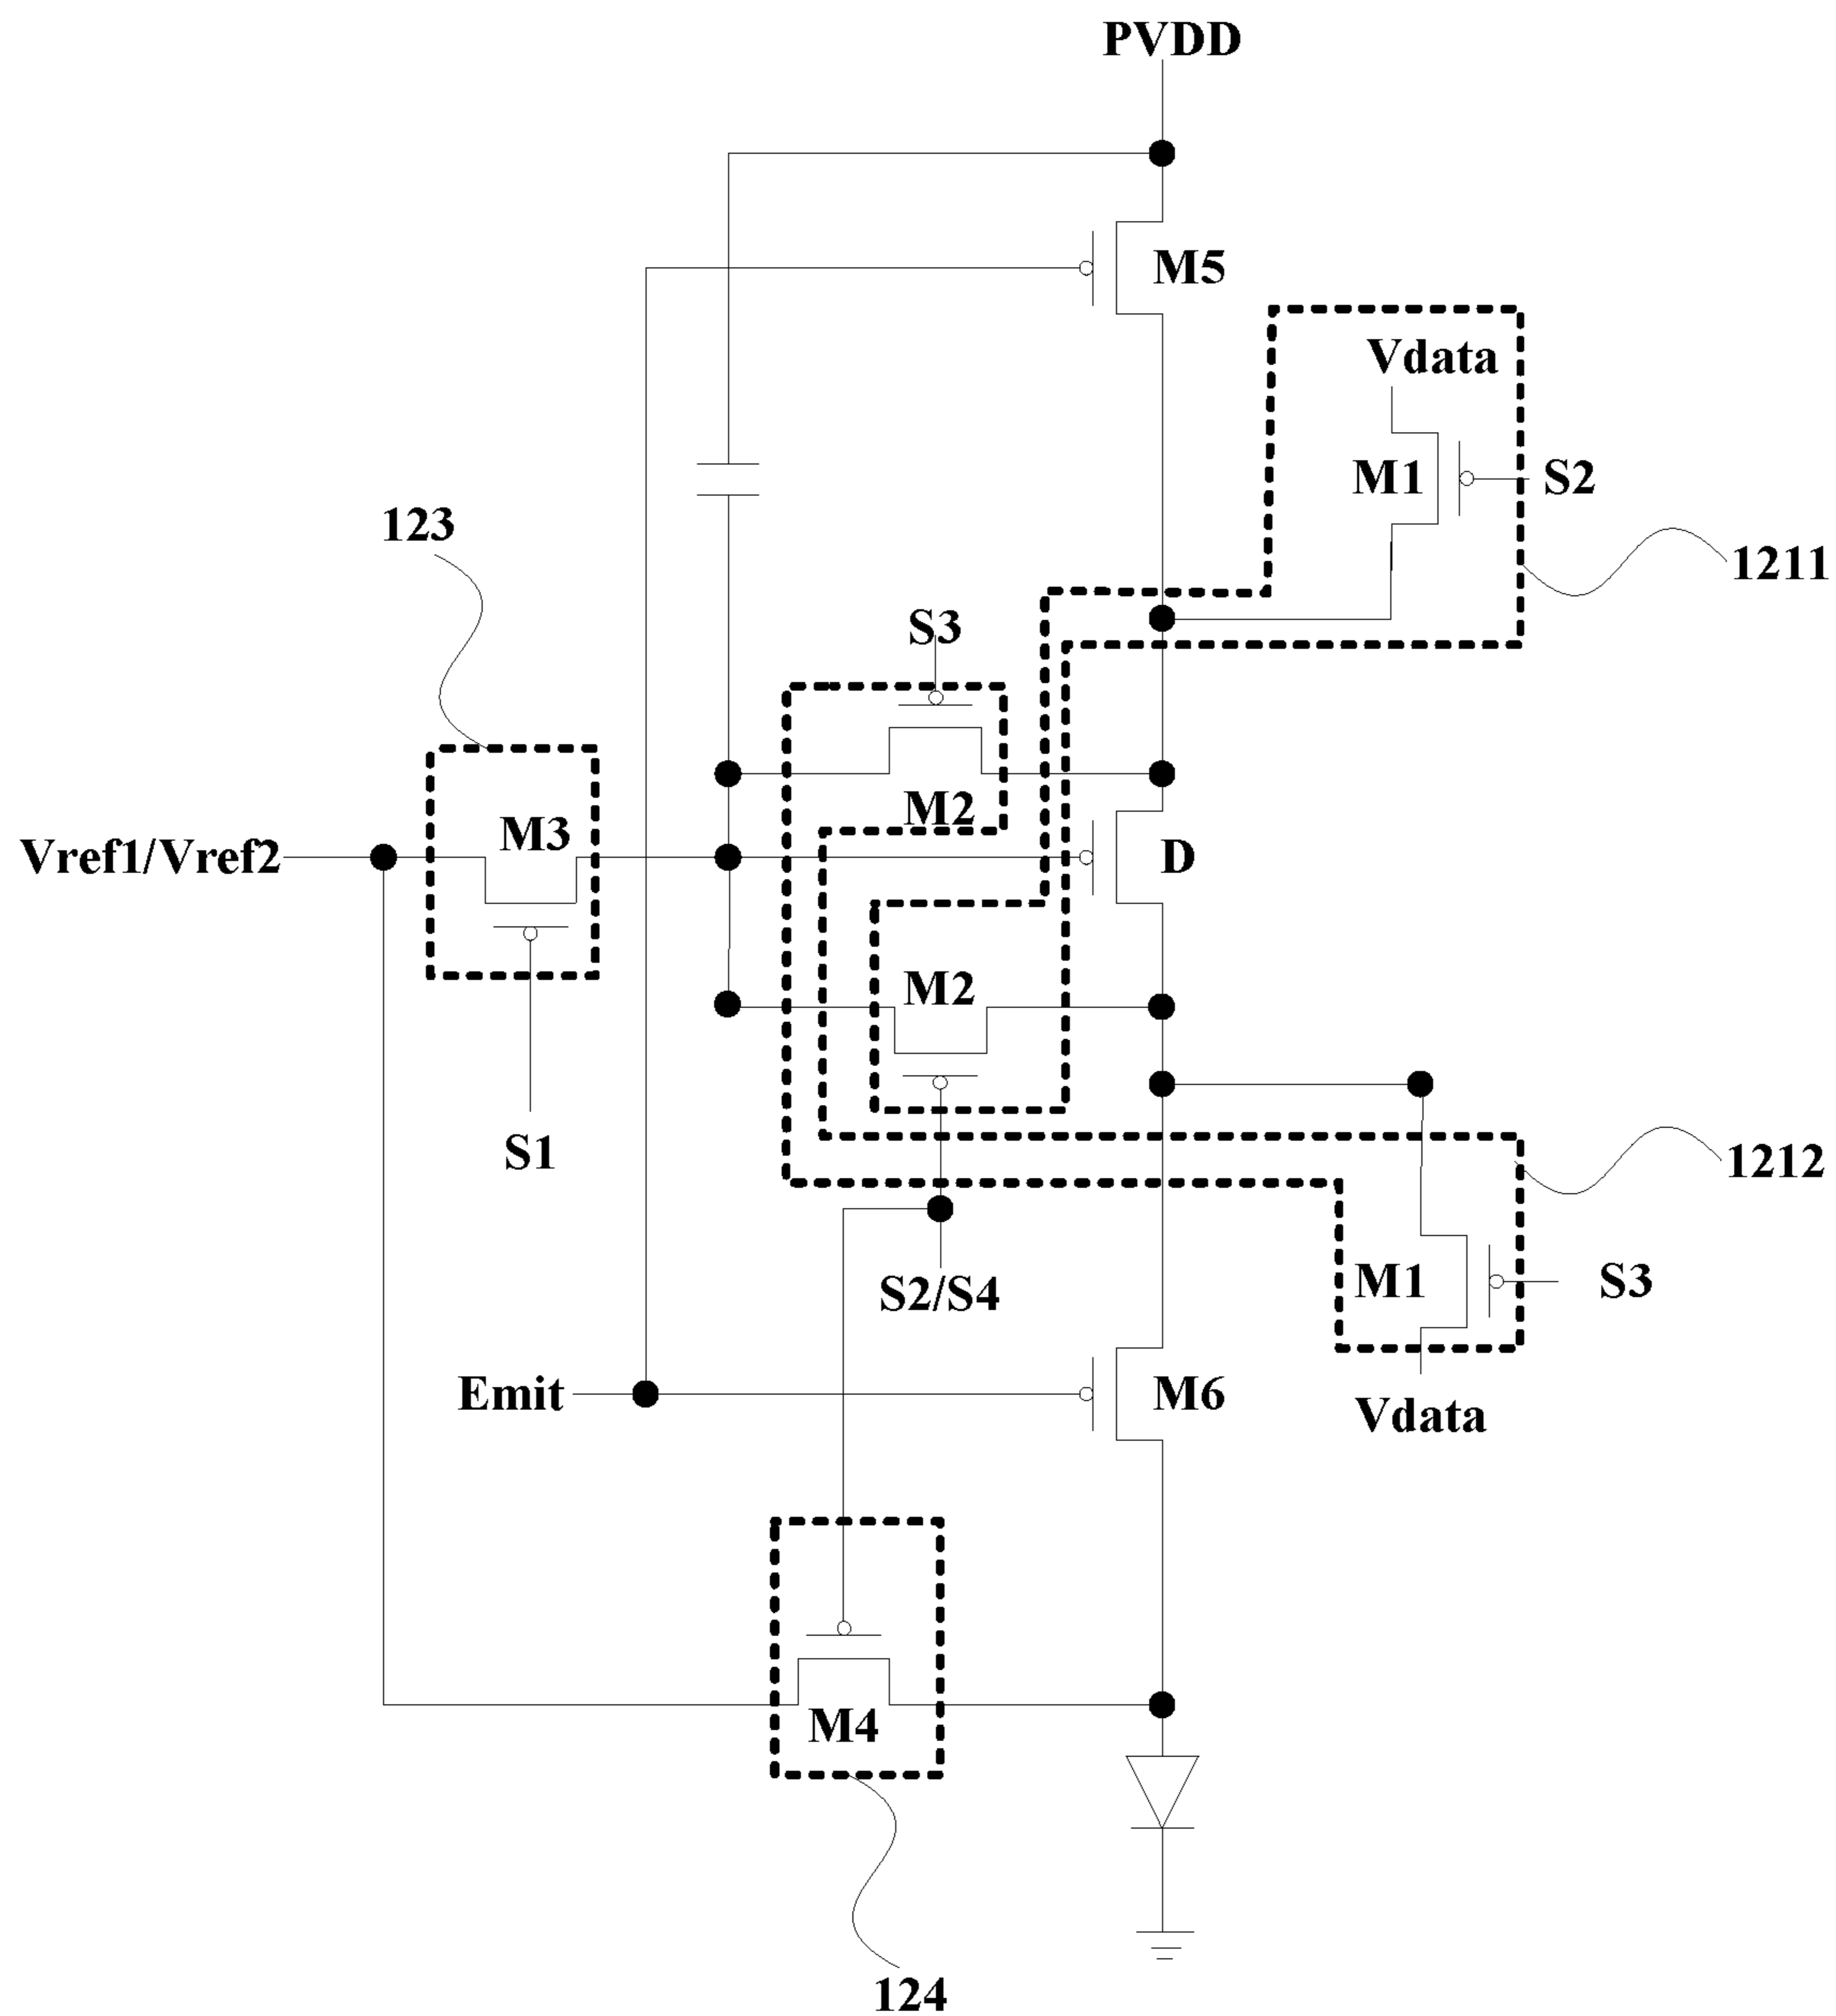 PVDD
M5
Vdata
M1
S2
123
1211
S3
M2
M3
Vref1/Vref2
D
M2
S1
1212
S2/S4
M1
S3
Emit
M6
Vdata
M4
124